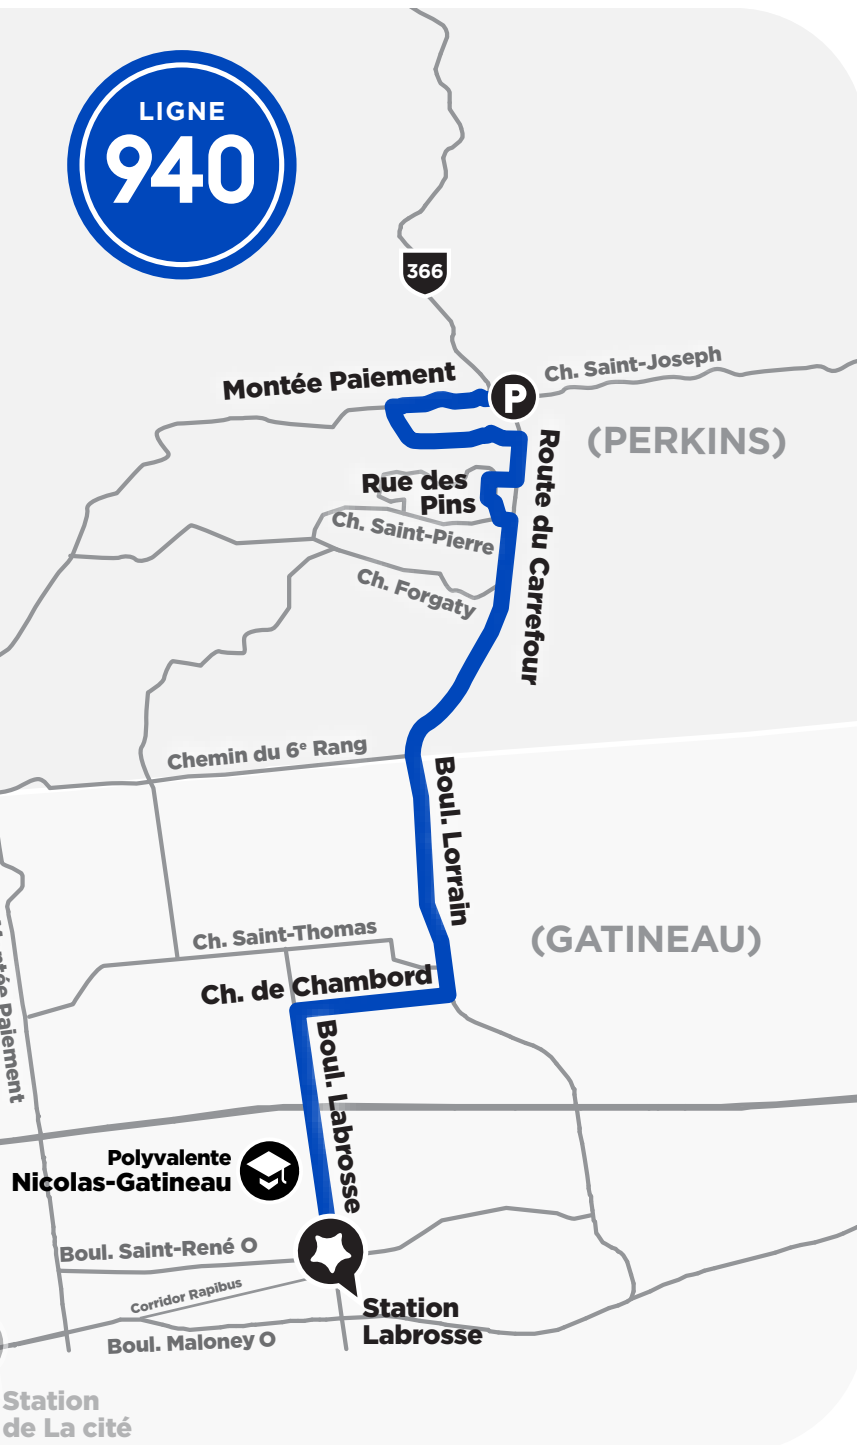 LIGNE
940
366
Ch. Saint-Joseph
Montée Paiement
P
(PERKINS)
Route du Carrefour
Rue des
Pins
Ch. Saint-Pierre
Ch. Forgaty
Chemin du 6e Rang
Boul. Lorrain
Ch. Saint-Thomas
(GATINEAU)
Ch. de Chambord
Montée Paiement
Boul. Labrosse
Polyvalente
Nicolas-Gatineau
Boul. Saint-René O
Corridor Rapibus
Station
Labrosse
Boul. Maloney O
Station
de La cité